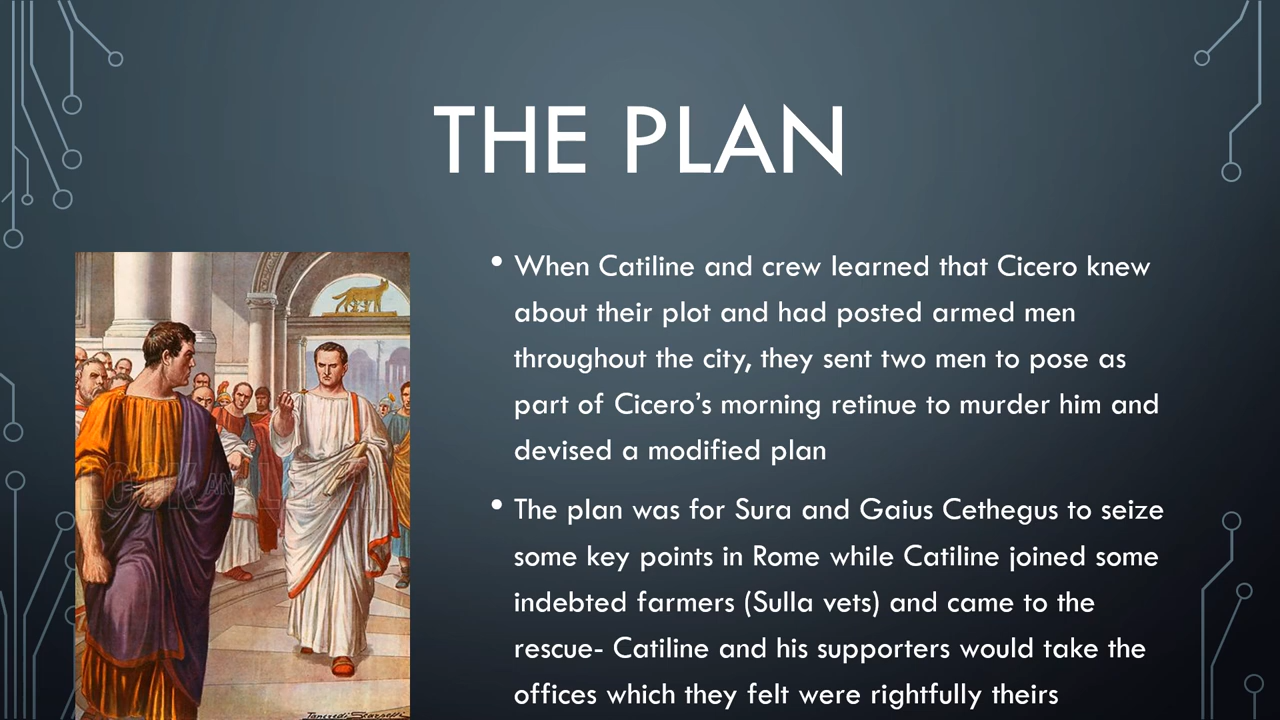 THE PLAN
• When Catiline and crew learned that Cicero knew
about their plot and had posted armed men
throughout the city, they sent two men to pose as
part of Cicero’s morning retinue to murder him and
devised a modified plan
• The plan was for Sura and Gaius Cethegus to seize
some key points in Rome while Catiline joined some
indebted farmers (Sulla vets) and came to the
rescue- Catiline and his supporters would take the
offices which they felt were rightfully theirs
LOOK AND LEARN